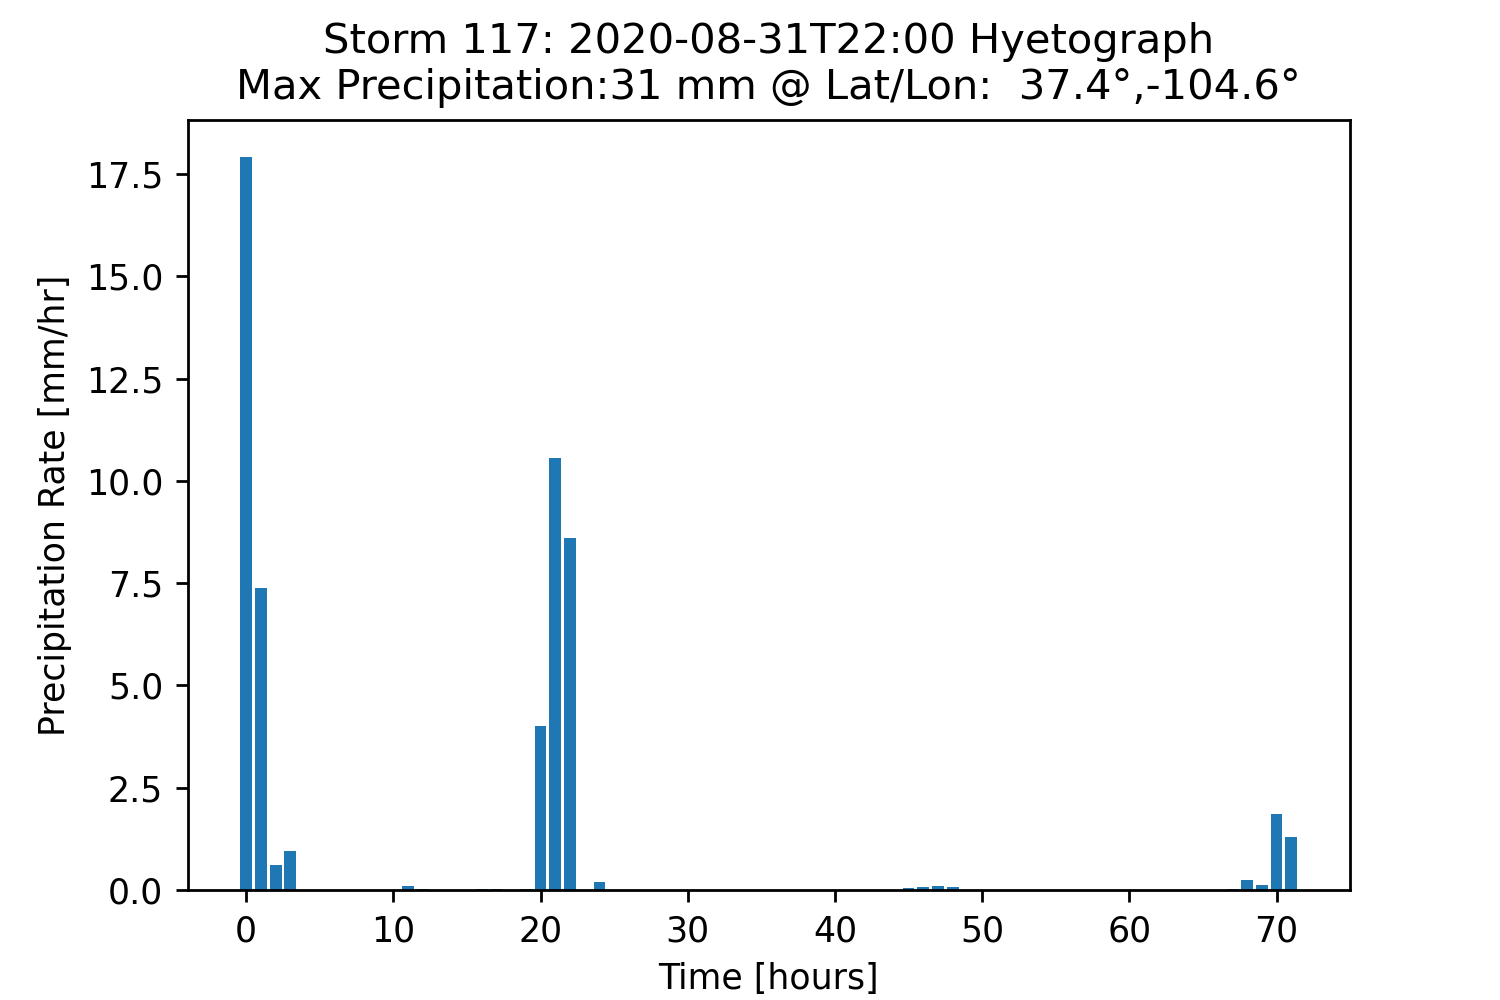 Storm 117: 2020-08-31T22:00 Hyetograph
Max Precipitation:31 mm @ Lat/Lon:  37.4°,-104.6°
17.5
15.0
12.5
10.0
7.5
5.0
2.5
0.0
Precipitation Rate [mm/hr]
0 10 20 30 40 50 60 70
Time [hours]